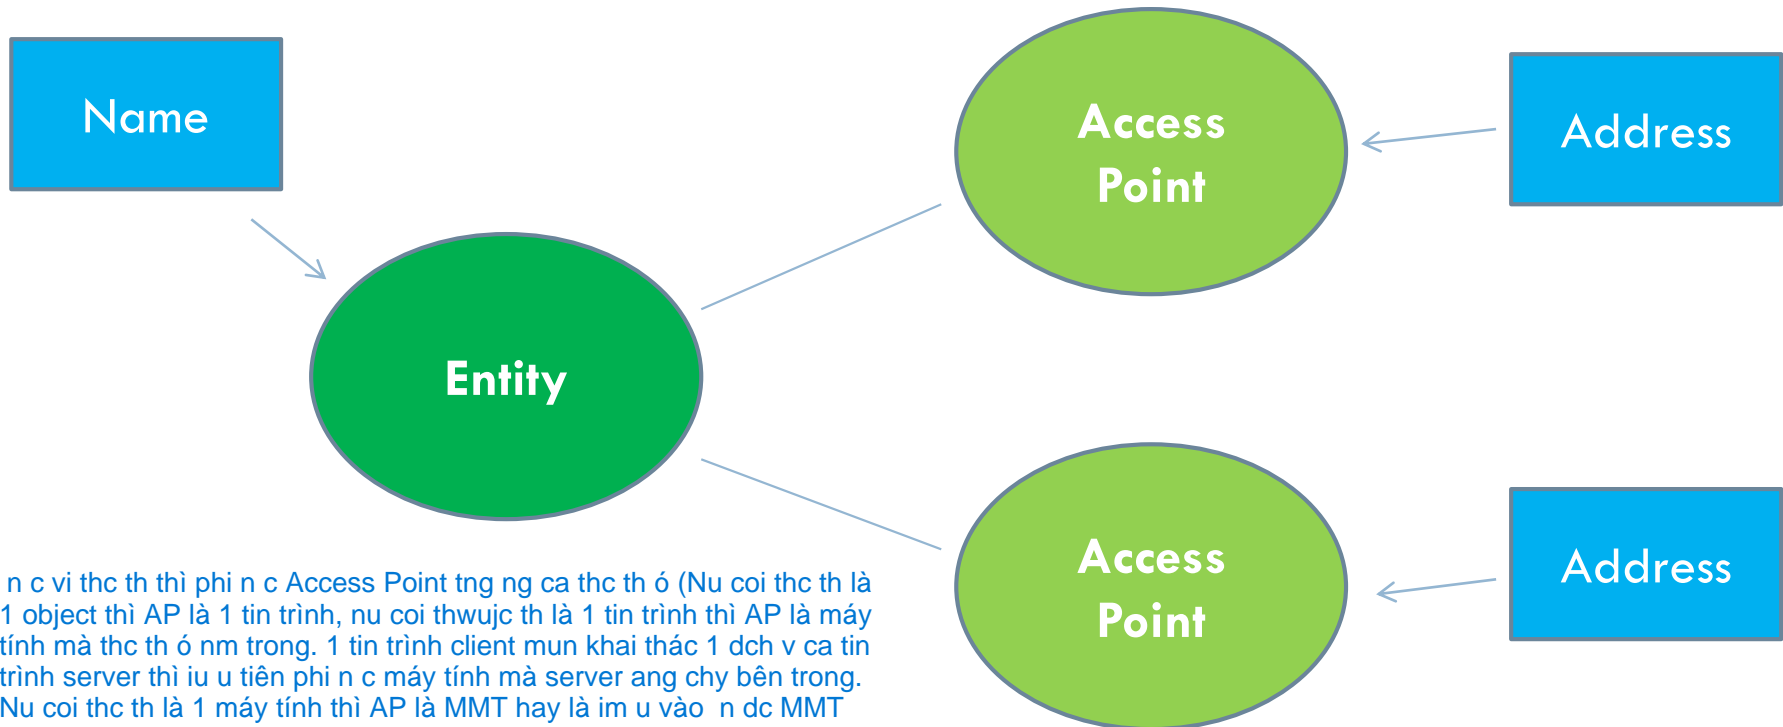 Name
Access
Point
Address
Entity
n c vi thc th thì phi n c Access Point tng ng ca thc th ó (Nu coi thc th là
1 object thì AP là 1 tin trình, nu coi thwujc th là 1 tin trình thì AP là máy
tính mà thc th ó nm trong. 1 tin trình client mun khai thác 1 dch v ca tin
trình server thì iu u tiên phi n c máy tính mà server ang chy bên trong.
Nu coi thc th là 1 máy tính thì AP là MMT hay là im u vào  n dc MMT
Access
Point
Address